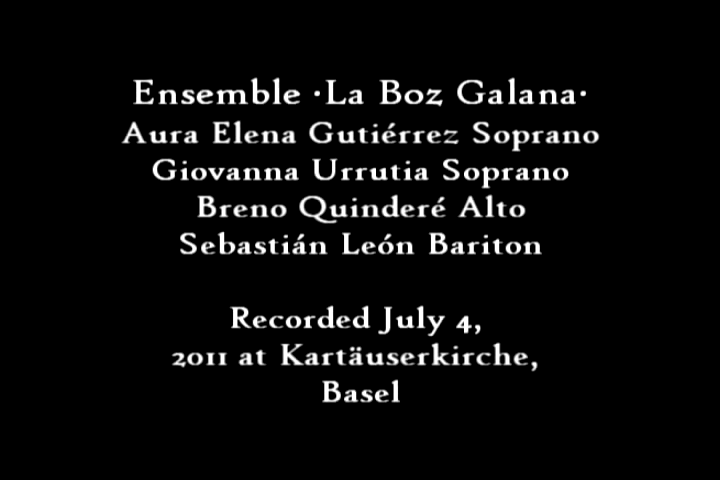 Ensemble ·La Boz Galana·
Aura Elena Gutiérrez Soprano
Giovanna Urrutia Soprano
Breno Quinderé Alto
Sebastián León Bariton
Recorded July 4,
2011 at Kartäuserkirche,
Basel